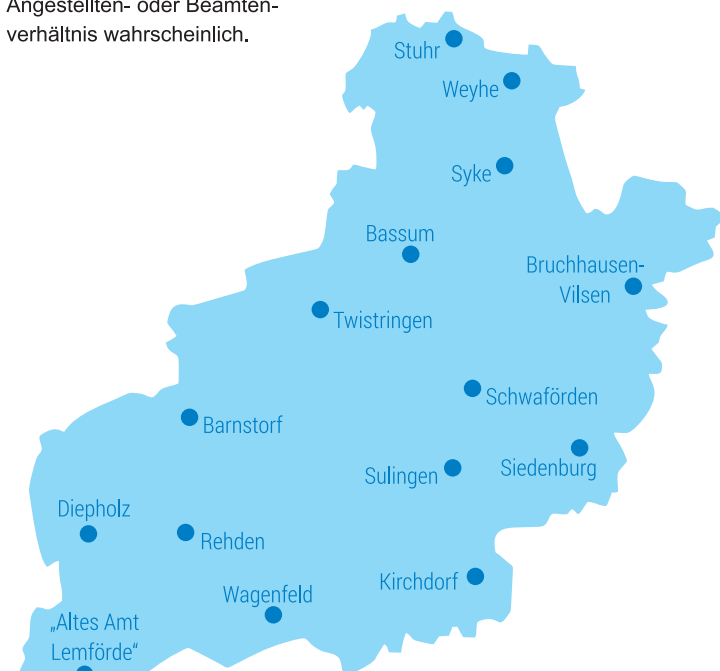 Angestellten- oder Beamten-
verhältnis wahrscheinlich.
Stuhr
Weyhe
Syke
Bassum
Bruchhausen-
Vilsen
Twistringen
Schwaförden
Barnstorf
Sulingen
Siedenburg
Diepholz
Rehden
Kirchdorf
Wagenfeld
„Altes Amt
Lemförde“